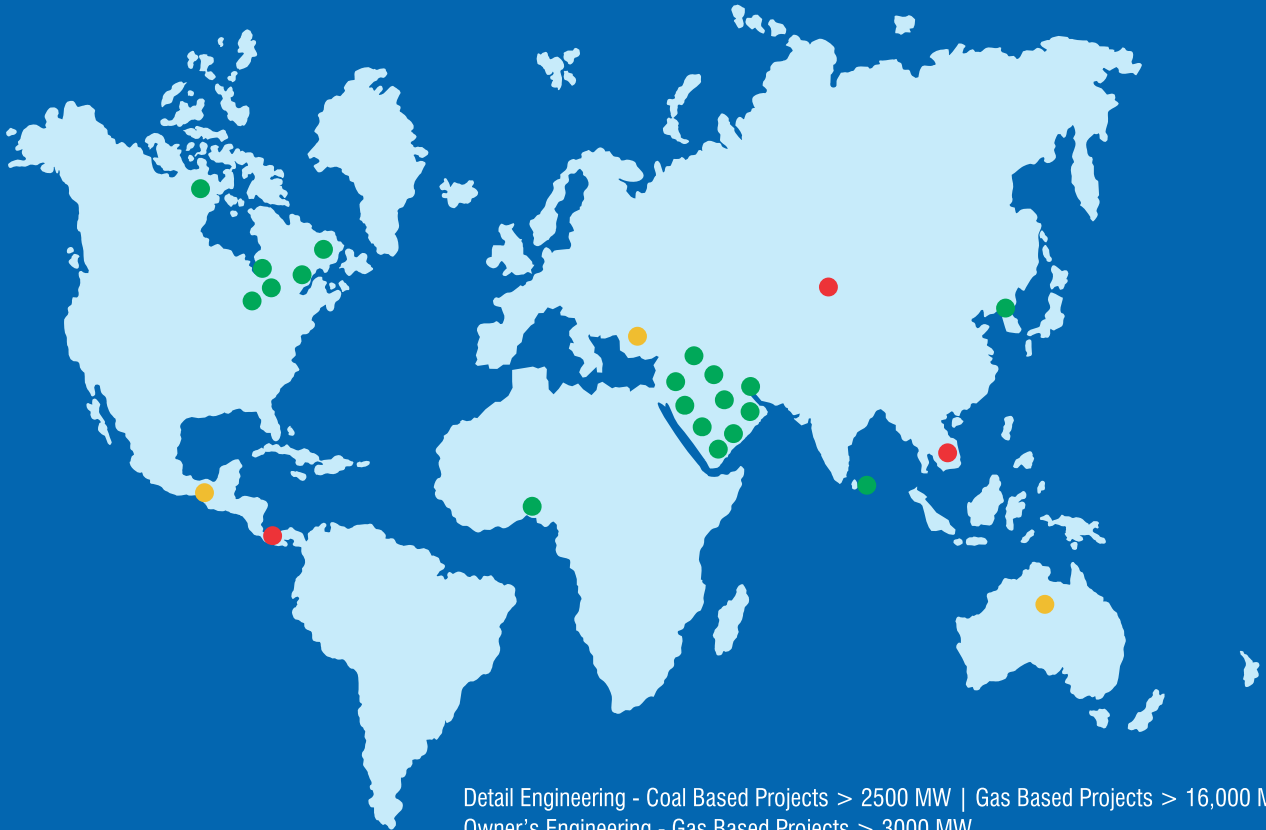 Detail Engineering - Coal Based Projects > 2500 MW | Gas Based Projects > 16,000
Owner's Engineering - Gas Based Projects > 3000 MW